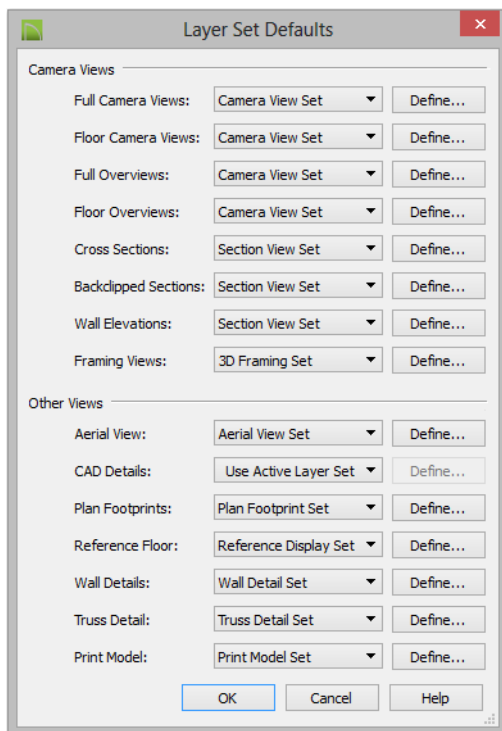 Layer Set Defaults
Camera Views
Full Camera Views: Camera View Set Define...
Floor Camera Views: Camera View Set Define...
Full Overviews: Camera View Set Define...
Floor Overviews: Camera View Set Define...
Cross Sections: Section View Set Define...
Backclipped Sections: Section View Set Define...
Wall Elevations: Section View Set Define...
Framing Views: 3D Framing Set Define...
Other Views
Aerial View: Aerial View Set Define...
CAD Details: Use Active Layer Set Define...
Plan Footprints: Plan Footprint Set Define...
Reference Floor: Reference Display Set Define...
Wall Details: Wall Detail Set Define...
Truss Detail: Truss Detail Set Define...
Print Model: Print Model Set Define...
OK Cancel Help